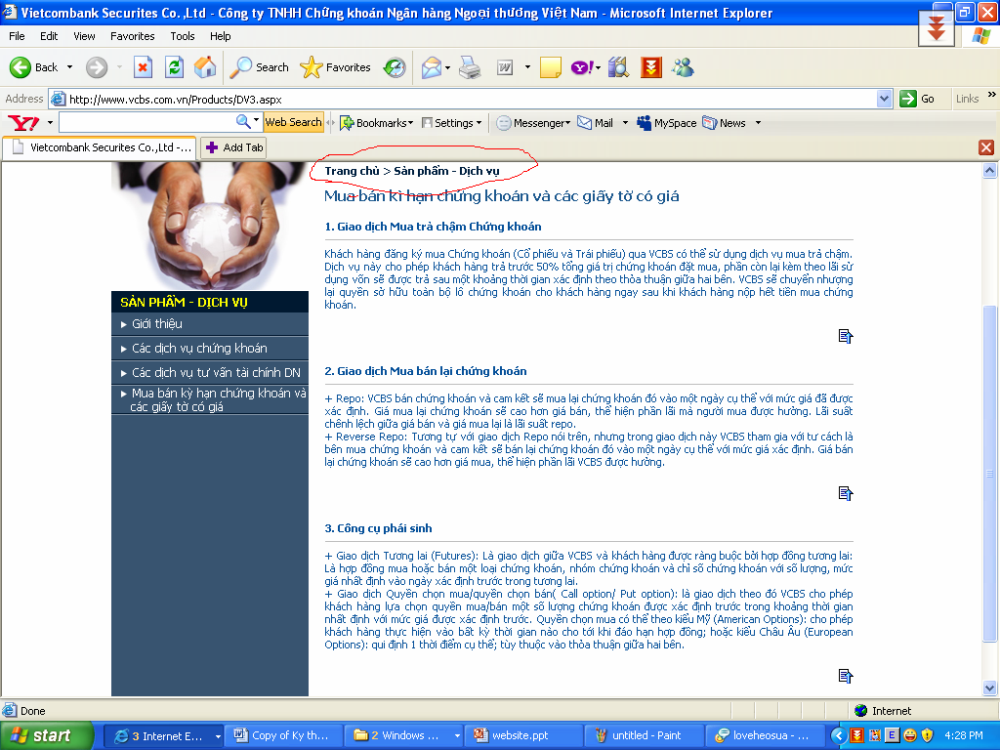 Vietcombank Securites Co. ,Ltd - Công ty TNHH Chứng khoán Ngân hàng Ngoại thương Việt Nam - Microsoft Internet Explorer
File Edit View Favorites Tools Help
Back Search Favorites
Address http://www.vcbs.com.vn/Products/DV3.aspx Go Links »
Y! Web Search Bookmarks Settings Messenger Mail MySpace News
Vietcombank Securites Co.,Ltd -... Add Tab
Trang chủ > Sản phẩm - Dịch vụ
Mua bán kì hạn chứng khoán và các giấy tờ có giá
1. Giao dịch Mua trả chậm Chứng khoán
Khách hàng đăng ký mua Chứng khoán (Cổ phiếu và Trái phiếu) qua VCBS có thể sử dụng dịch vụ mua trả chậm.
Dịch vụ này cho phép khách hàng trả trước 50% tổng giá trị chứng khoán đặt mua, phần còn lại kèm theo lãi sử
dụng vốn sẽ được trả sau một khoảng thời gian xác định theo thỏa thuận giữa hai bên. VCBS sẽ chuyển nhượng
lại quyền sở hữu toàn bộ lô chứng khoán cho khách hàng ngay sau khi khách hàng nộp hết tiền mua chứng
khoán.
SẢN PHẨM - DỊCH VỤ
Giới thiệu
Các dịch vụ chứng khoán
Các dịch vụ tư vấn tài chính DN
Mua bán kỳ hạn chứng khoán và
các giấy tờ có giá
2. Giao dịch Mua bán lại chứng khoán
+ Repo: VCBS bán chứng khoán và cam kết sẽ mua lại chứng khoán đó vào một ngày cụ thể với mức giá đã được
xác định. Giá mua lại chứng khoán sẽ cao hơn giá bán, thể hiện phần lãi mà người mua được hưởng. Lãi suất
chênh lệch giữa giá bán và giá mua lại là lãi suất repo.
+ Reverse Repo: Tương tự với giao dịch Repo nói trên, nhưng trong giao dịch này VCBS tham gia với tư cách là
bên mua chứng khoán và cam kết sẽ bán lại chứng khoán đó vào một ngày cụ thể với mức giá xác định. Giá bán
lại chứng khoán sẽ cao hơn giá mua, thể hiện phần lãi VCBS được hưởng.
3. Công cụ phái sinh
+ Giao dịch Tương lai (Futures): Là giao dịch giữa VCBS và khách hàng được ràng buộc bởi hợp đồng tương lai:
Là hợp đồng mua hoặc bán một loại chứng khoán, nhóm chứng khoán và chỉ số chứng khoán với số lượng, mức
giá nhất định vào ngày xác định trước trong tương lai.
+ Giao dịch Quyền chọn mua/quyền chọn bán( Call option/ Put option): là giao dịch theo đó VCBS cho phép
khách hàng lựa chọn quyền mua/bán một số lượng chứng khoán được xác định trước trong khoảng thời gian
nhất định với mức giá được xác định trước. Quyền chọn mua có thể theo kiểu Mỹ (American Options): cho phép
khách hàng thực hiện vào bất kỳ thời gian nào cho tới khi đáo hạn hợp đồng; hoặc kiểu Châu Âu (European
Options): qui định 1 thời điểm cụ thể; tùy thuộc vào thỏa thuận giữa hai bên.
Done Internet
start 3 Internet E... Copy of Ky th... 2 Windows ... website.ppt untitled - Paint loveheosua - ... E 4:28 PM